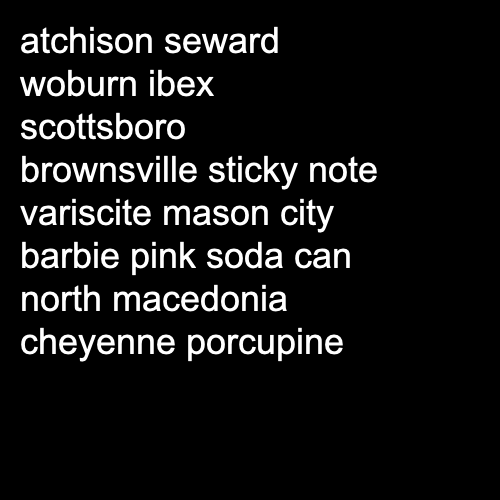 atchison seward
woburn ibex
scottsboro
brownsville sticky note
variscite mason city
barbie pink soda can
north macedonia
cheyenne porcupine